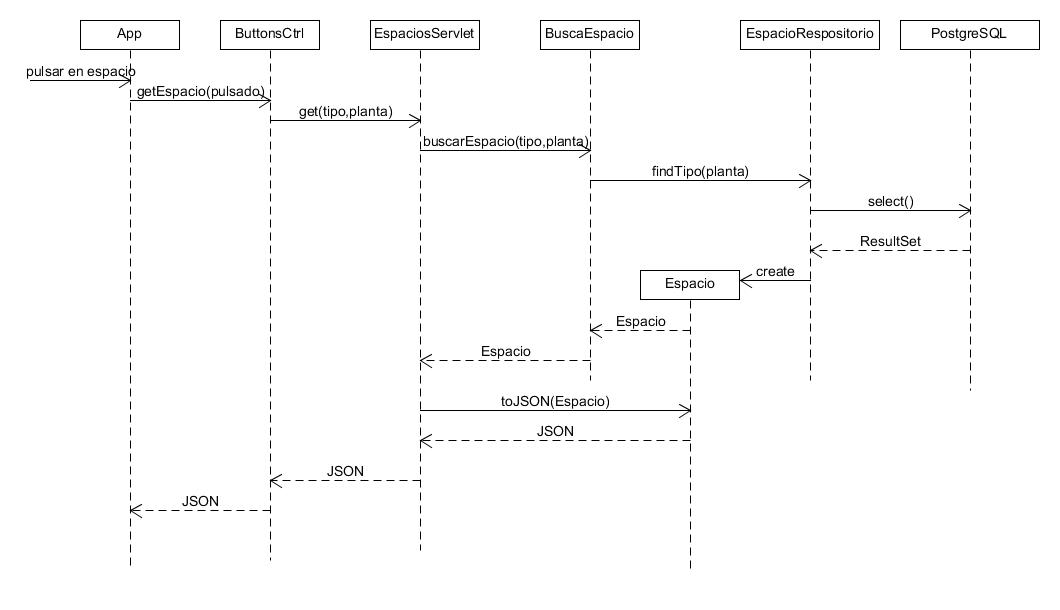 App
ButtonsCtrl
EspaciosServlet
BuscaEspacio
EspacioRespositorio
PostgreSQL
pulsar en espacio
getEspacio(pulsado)
get(tipo,planta)
buscarEspacio(tipo,planta)
findTipo(planta)
select()
ResultSet
create
Espacio
Espacio
Espacio
toJSON(Espacio)
JSON
JSON
JSON